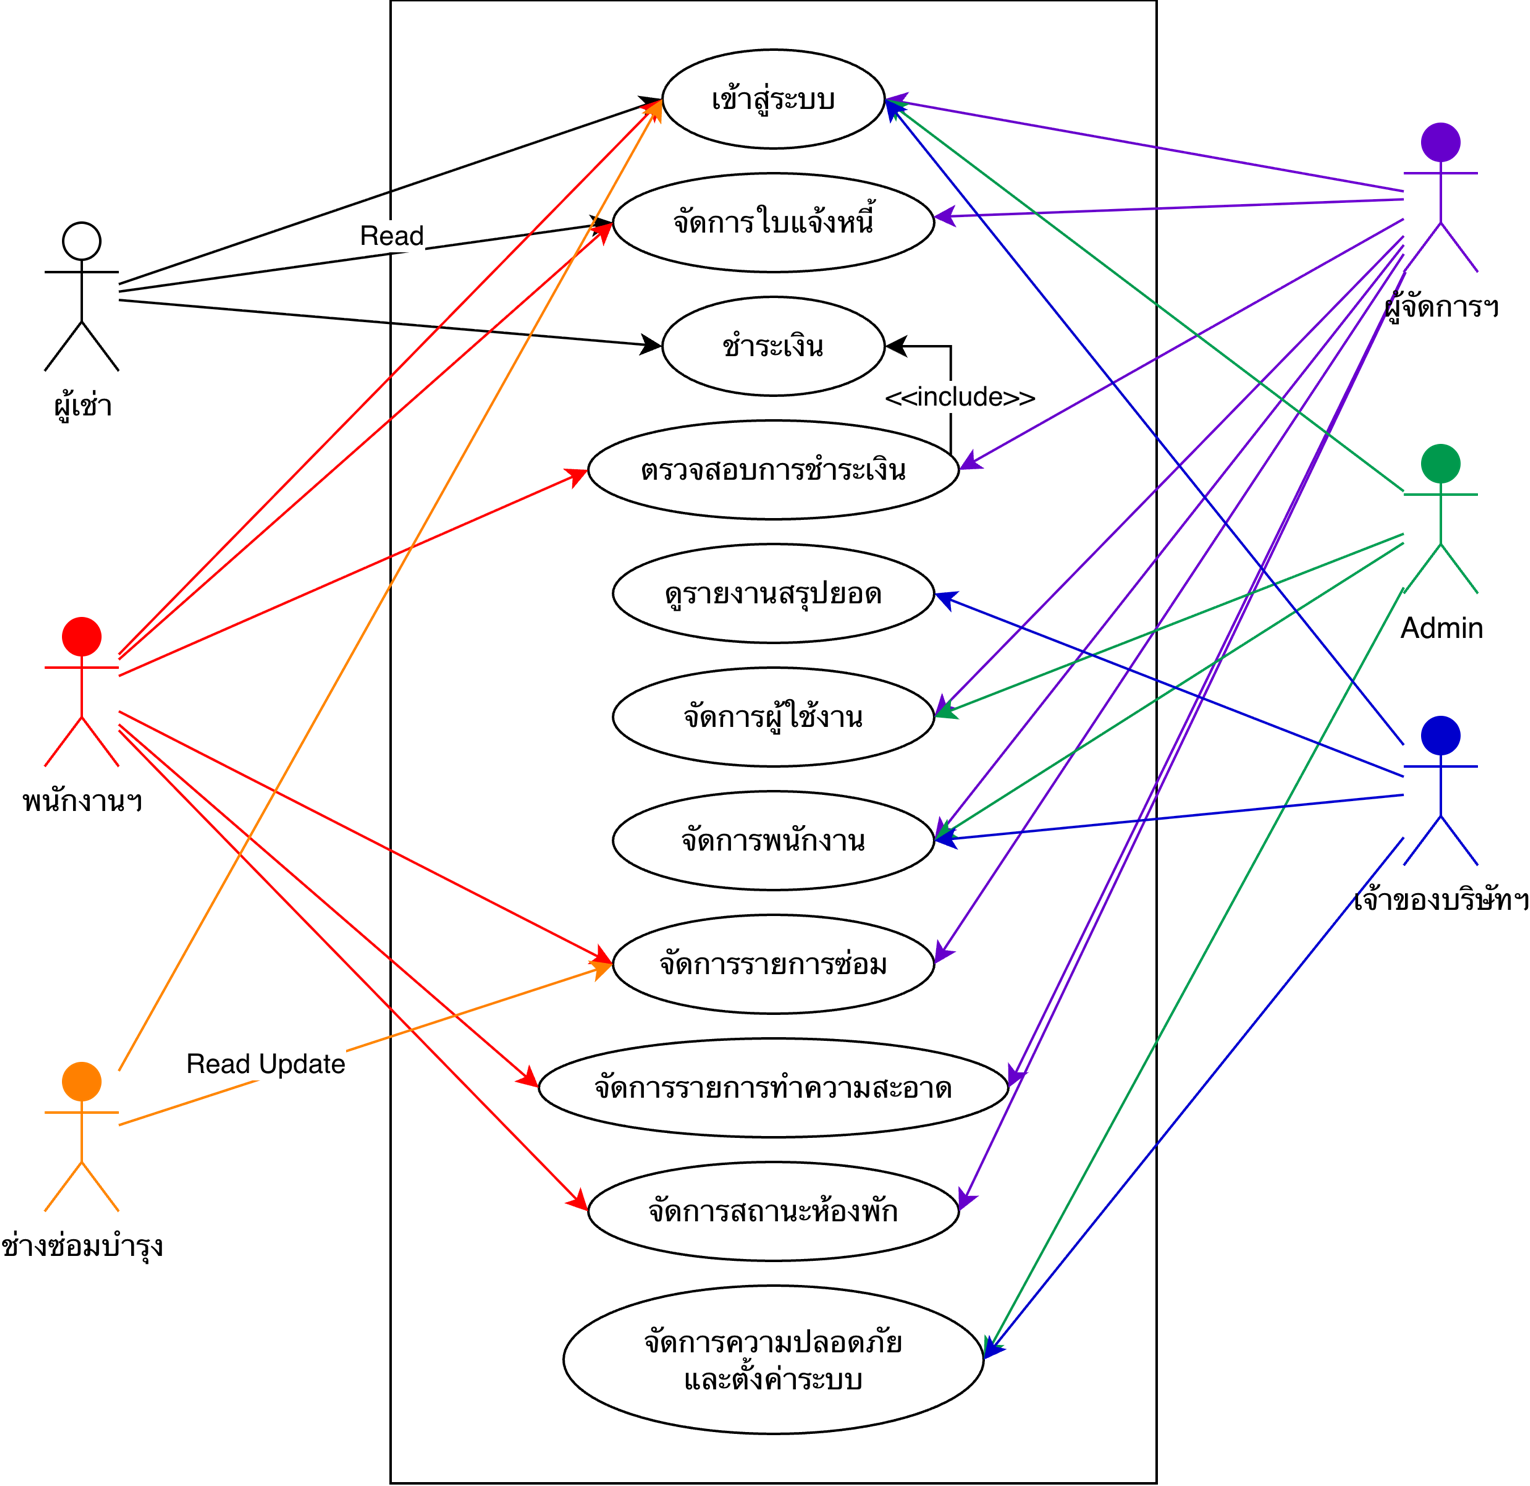 เข้าสู่ระบบ
จัดการใบแจ้งหนี้
Read
ชำระเงิน
<<include>>
ตรวจสอบการชำระเงิน
ดูรายงานสรุปยอด
จัดการผู้ใช้งาน
จัดการพนักงาน
จัดการรายการซ่อม
Read Update
จัดการรายการทำความสะอาด
จัดการสถานะห้องพัก
จัดการความปลอดภัย
และตั้งค่าระบบ
ผู้เช่า
พนักงานฯ
ช่างซ่อมบำรุง
ผู้จัดการฯ
Admin
เจ้าของบริษัทฯ